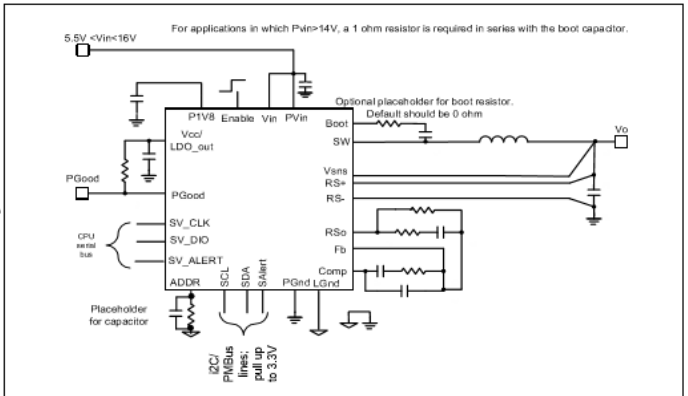 For applications in which Pvin>14V, a 1 ohm resistor is required in series with the boot capacitor.
5.5V <Vin<16V
Optional placeholder for boot resistor.
Default should be 0 ohm
P1V8
Enable
Vin
PVin
Boot
Vo
Vcc/
LDO_out
SW
PGood
PGood
Vsns
RS+
RS-
SV_CLK
SV_DIO
SV_ALERT
CPU
serial
bus
RSo
Fb
Comp
ADDR
SCL
SDA
SAlert
PGnd
LGnd
Placeholder
for capacitor
i2C/
PMBus
lines;
pull up
to 3.3V